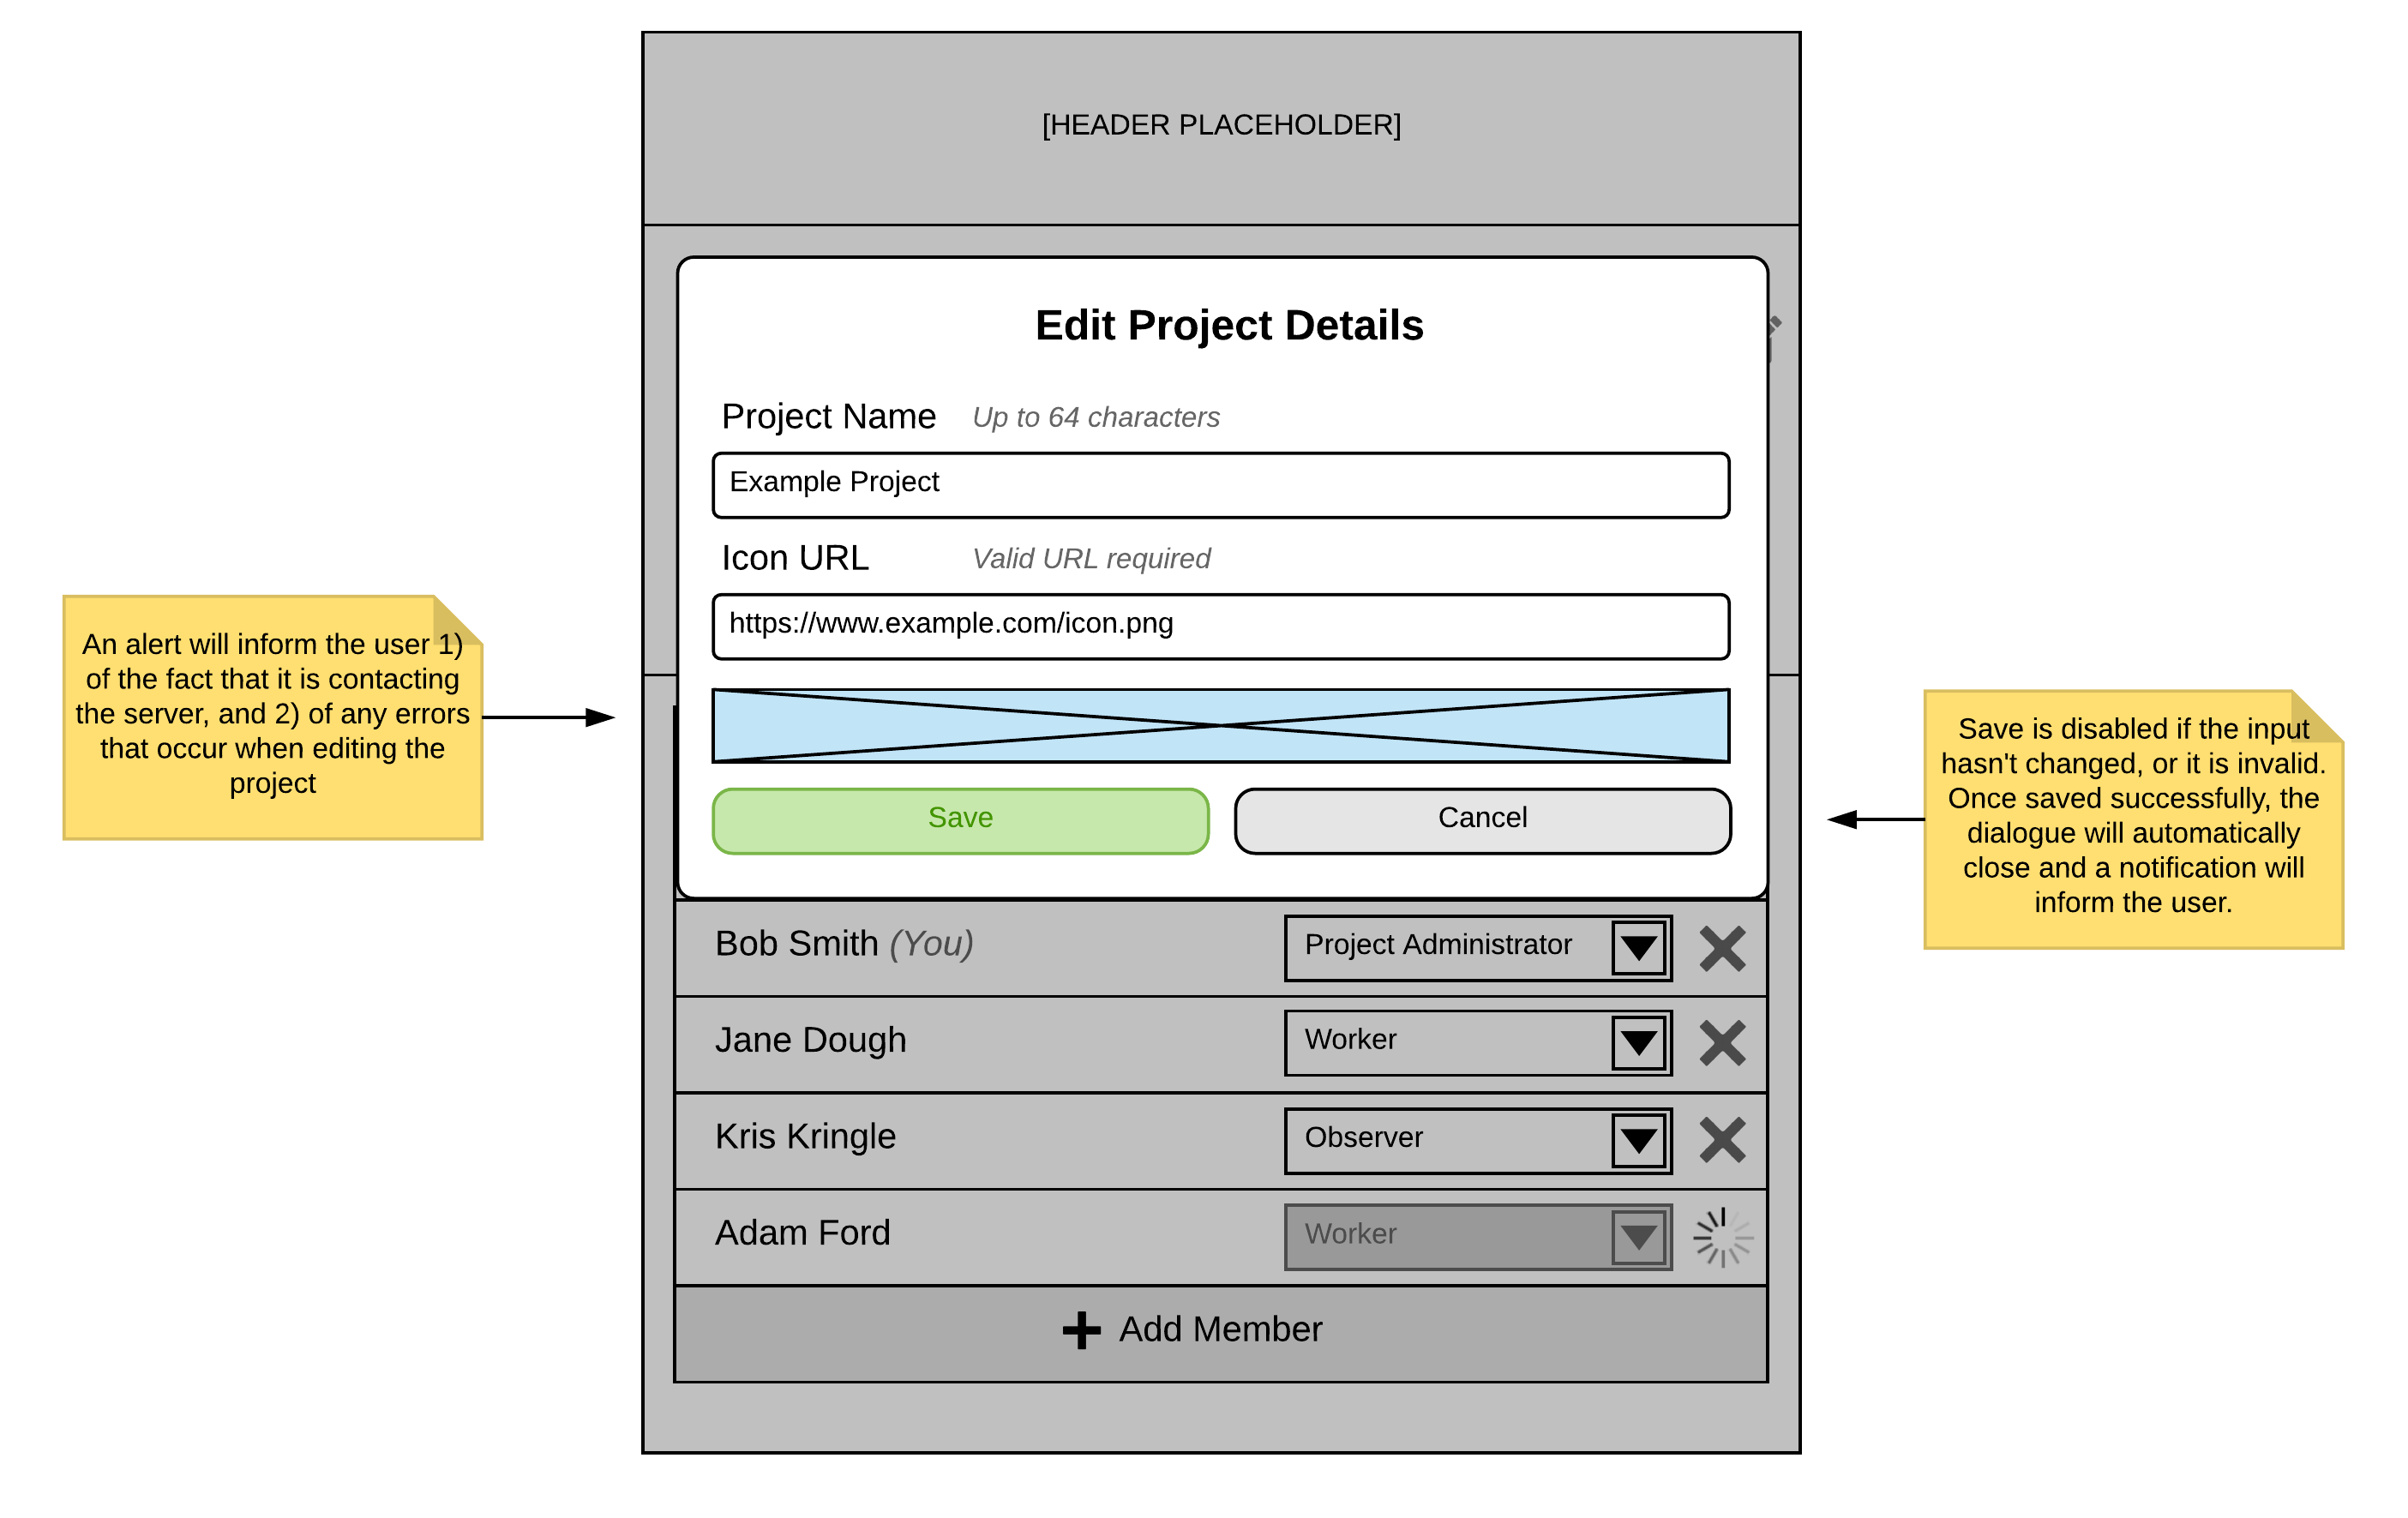 [HEADER PLACEHOLDER]
Edit Project Details
Project Name Up to 64 characters
Example Project
Icon URL Valid URL required
https://www.example.com/icon.png
Save Cancel
An alert will inform the user 1)
of the fact that it is contacting
the server, and 2) of any errors
that occur when editing the
project
Save is disabled if the input
hasn't changed, or it is invalid.
Once saved successfully, the
dialogue will automatically
close and a notification will
inform the user.
Bob Smith (You) Project Administrator
Jane Dough Worker
Kris Kringle Observer
Adam Ford Worker
Add Member